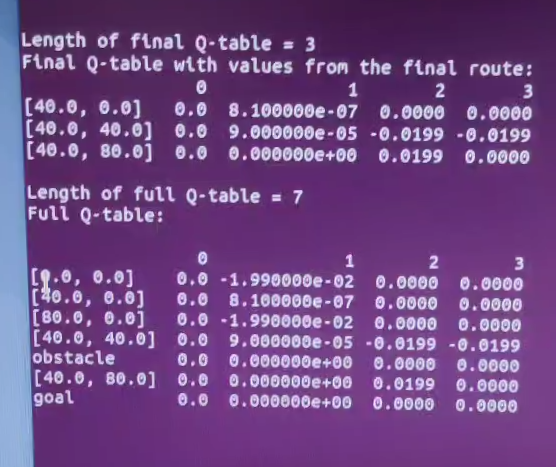 Length of final Q-table = 3
Final Q-table with values from the final route:
0 1 2 3
[40.0, 0.0] 0.0 8.100000e-07 0.0000 0.0000
[40.0, 40.0] 0.0 9.000000e-05 -0.0199 -0.0199
[40.0, 80.0] 0.0 0.000000e+00 0.0199 0.0000
Length of full Q-table = 7
Full Q-table:
0 1 2 3
[0.0, 0.0] 0.0 -1.990000e-02 0.0000 0.0000
[40.0, 0.0] 0.0 8.100000e-07 0.0000 0.0000
[80.0, 0.0] 0.0 -1.990000e-02 0.0000 0.0000
[40.0, 40.0] 0.0 9.000000e-05 -0.0199 -0.0199
obstacle 0.0 0.000000e+00 0.0000 0.0000
[40.0, 80.0] 0.0 0.000000e+00 0.0199 0.0000
goal 0.0 0.000000e+00 0.0000 0.0000